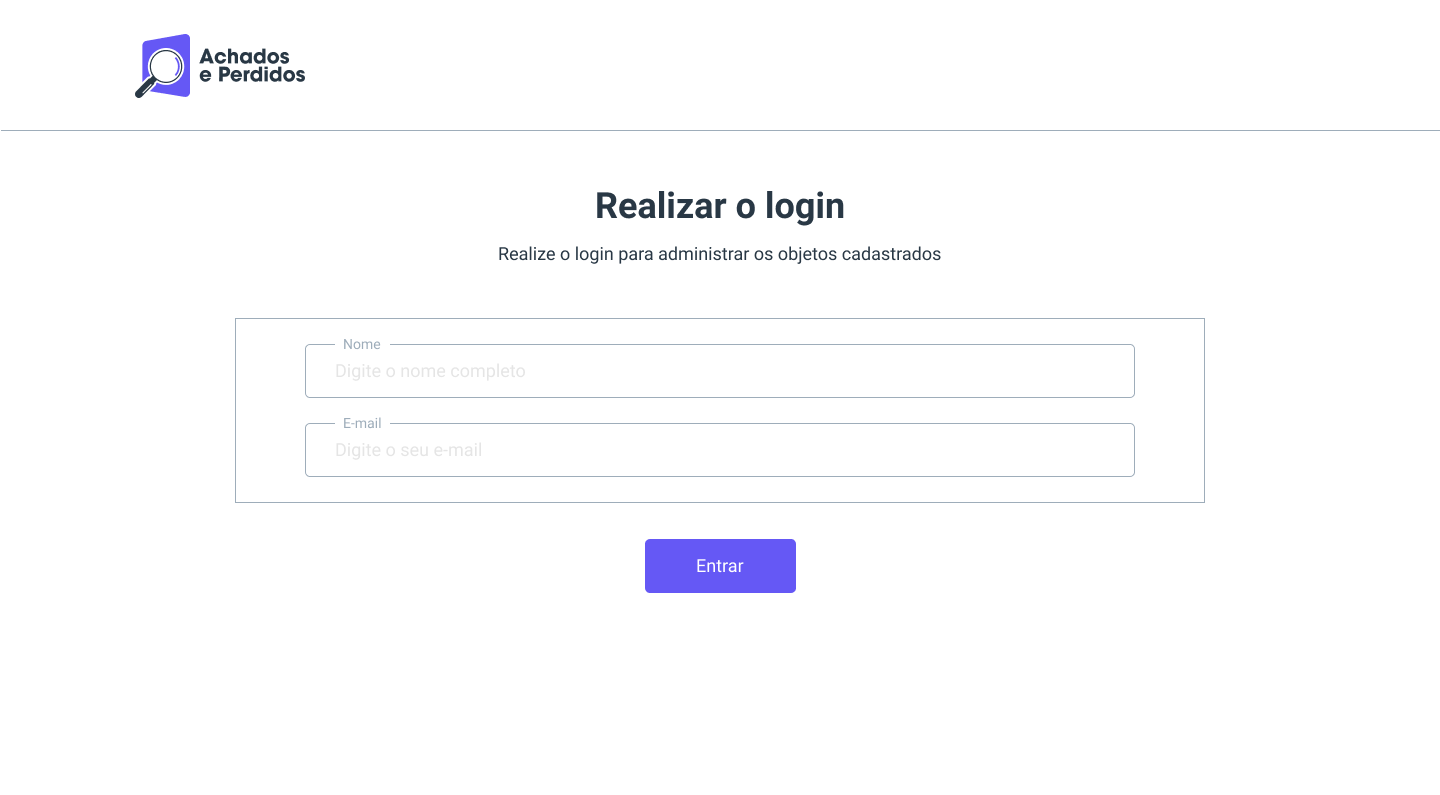 Achados
e Perdidos
Realizar o login
Realize o login para administrar os objetos cadastrados
Nome
Digite o nome completo
E-mail
Digite o seu e-mail
Entrar